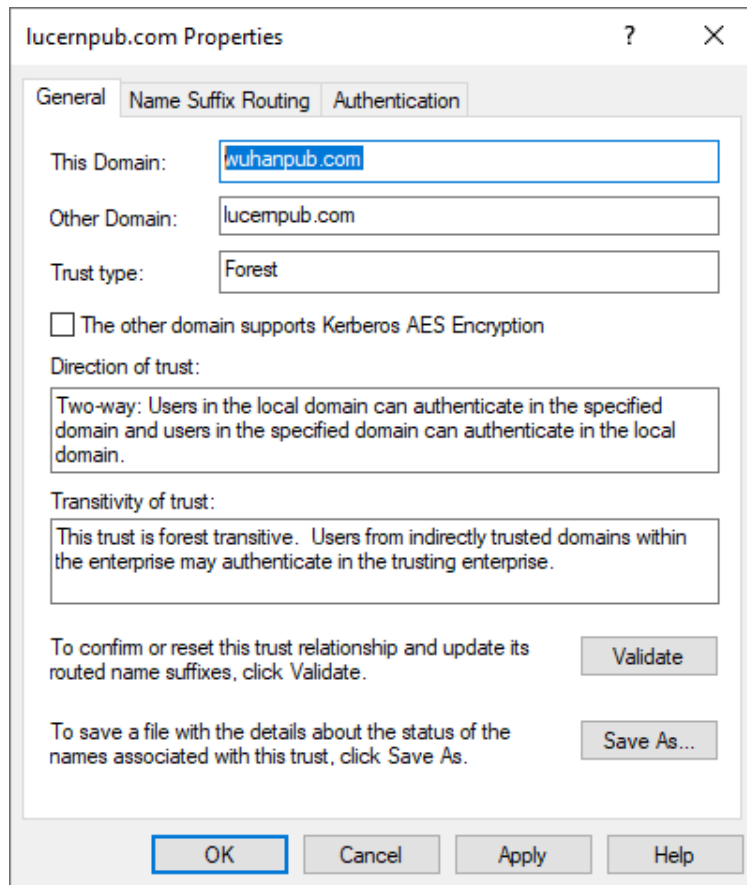 lucernpub.com Properties
?
General
Name Suffix Routing
Authentication
This Domain:
wuhanpub.com
Other Domain:
lucernpub.com
Trust type:
Forest
The other domain supports Kerberos AES Encryption
Direction of trust:
Two-way: Users in the local domain can authenticate in the specified
domain and users in the specified domain can authenticate in the local
domain.
Transitivity of trust:
This trust is forest transitive.  Users from indirectly trusted domains within
the enterprise may authenticate in the trusting enterprise.
To confirm or reset this trust relationship and update its
routed name suffixes, click Validate.
Validate
To save a file with the details about the status of the
names associated with this trust, click Save As.
Save As...
OK
Cancel
Apply
Help